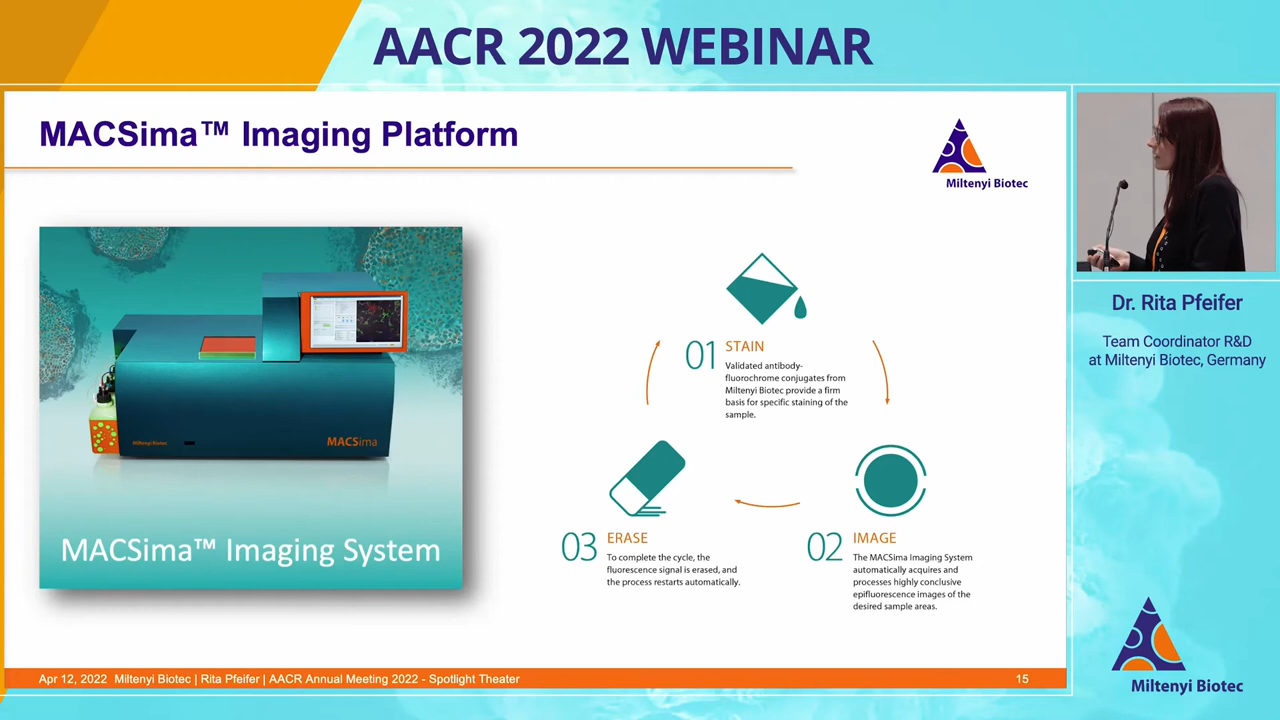 AACR 2022 WEBINAR
MACSima™ Imaging Platform
Miltenyi Biotec
Miltenyi Biotec
MACSima
MACSima™ Imaging System
01 STAIN
Validated antibody-
fluorochrome conjugates from
Miltenyi Biotec provide a firm
basis for specific staining of the
sample.
03 ERASE
To complete the cycle, the
fluorescence signal is erased, and
the process restarts automatically.
02 IMAGE
The MACSima Imaging System
automatically acquires and
processes highly conclusive
epifluorescence images of the
desired sample areas.
Apr 12, 2022 Miltenyi Biotec | Rita Pfeifer | AACR Annual Meeting 2022 - Spotlight Theater
15
Dr. Rita Pfeifer
Team Coordinator R&D
at Miltenyi Biotec, Germany
Miltenyi Biotec